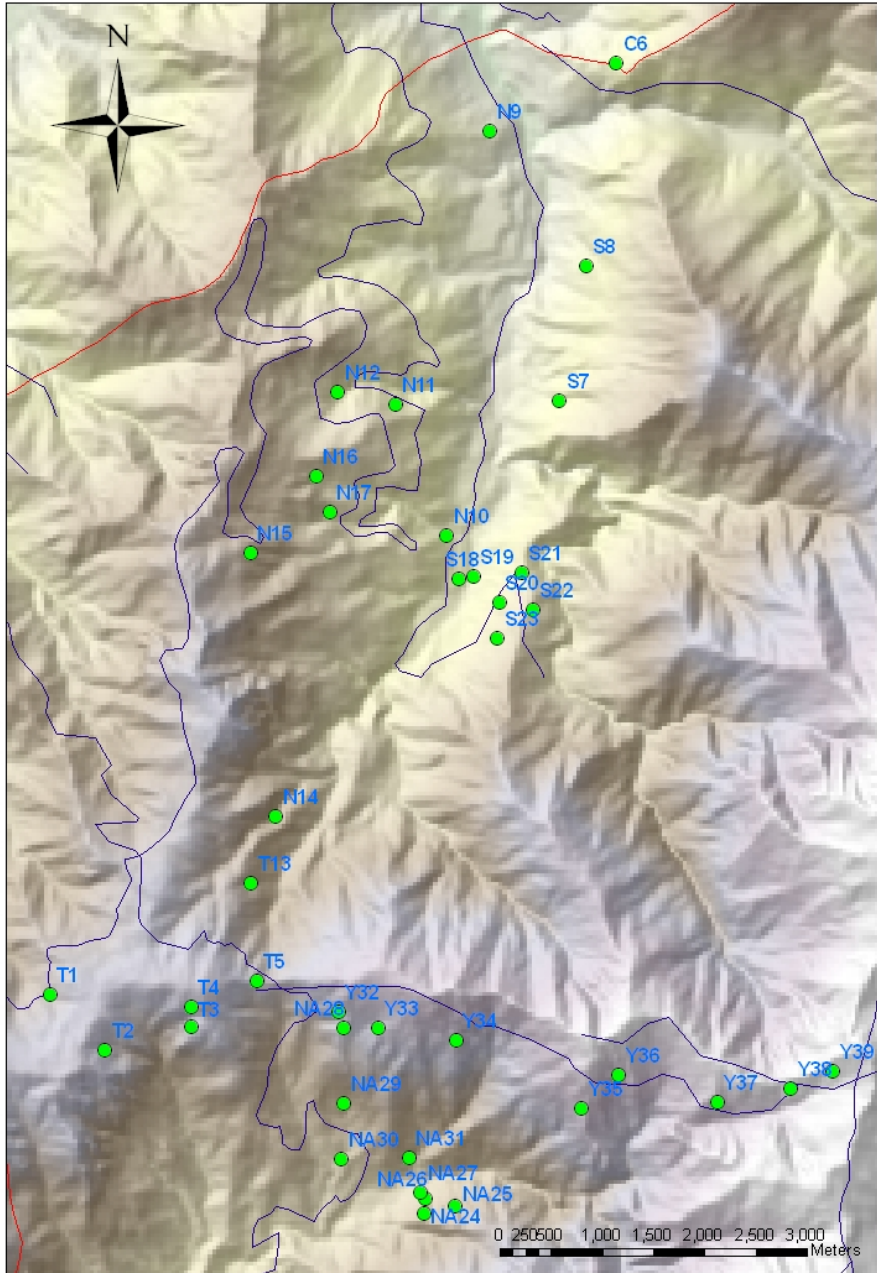 N
C6
N9
S8
N12
N11
S7
N16
N17
N10
N15
S18
S19
S21
S20
S22
S23
N14
T13
T5
T1
T4
T3
T2
Y32
NA28
Y33
Y34
Y36
Y39
Y38
Y37
Y35
NA29
NA30
NA31
NA27
NA26
NA25
NA24
0 250500 1,000 1,500 2,000 3,000
Meters